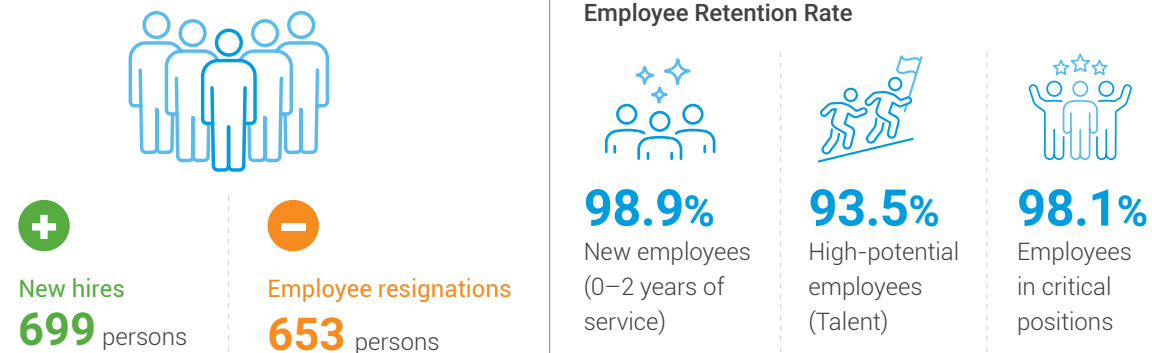 New hires
699 persons
Employee resignations
653 persons
Employee Retention Rate
98.9%
New employees
(0–2 years of
service)
93.5%
High-potential
employees
(Talent)
98.1%
Employees
in critical
positions